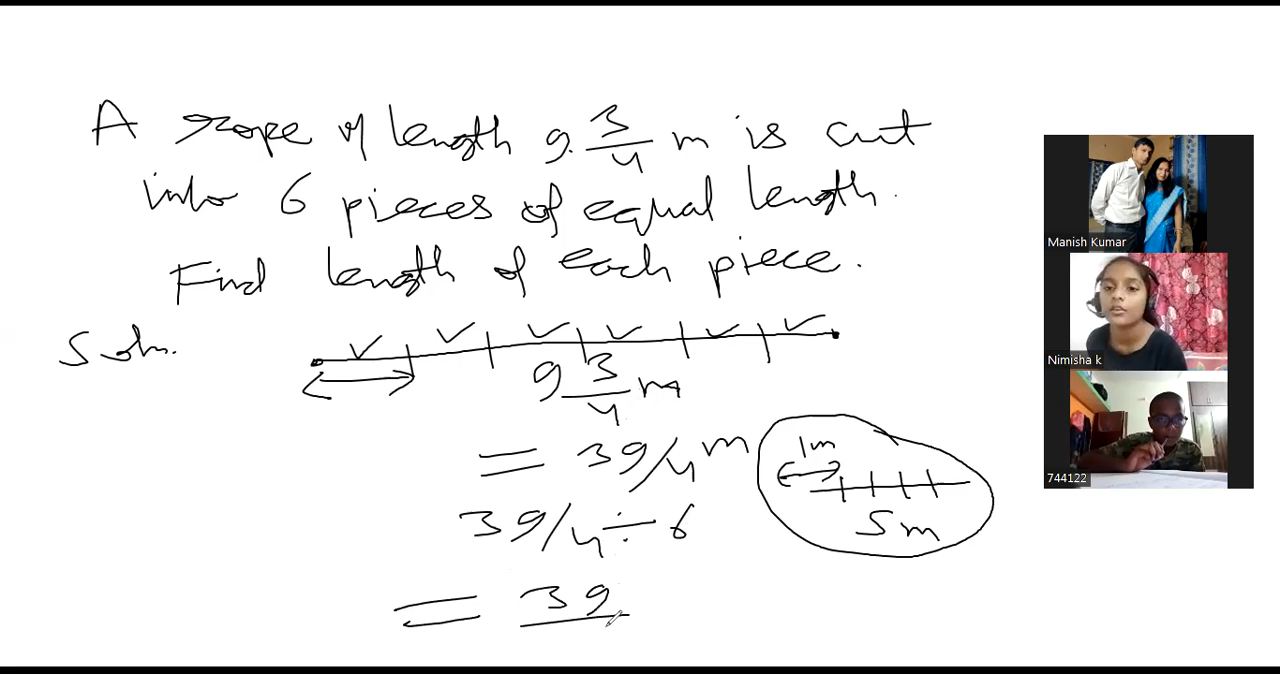 A rope of length 9 3/4 m is cut
into 6 pieces of equal length.
Find length of each piece.
Soln.
9 3/4 m
= 39/4 m
39/4 ÷ 6
= 39
1m
5m
Manish Kumar
Nimisha k
744122